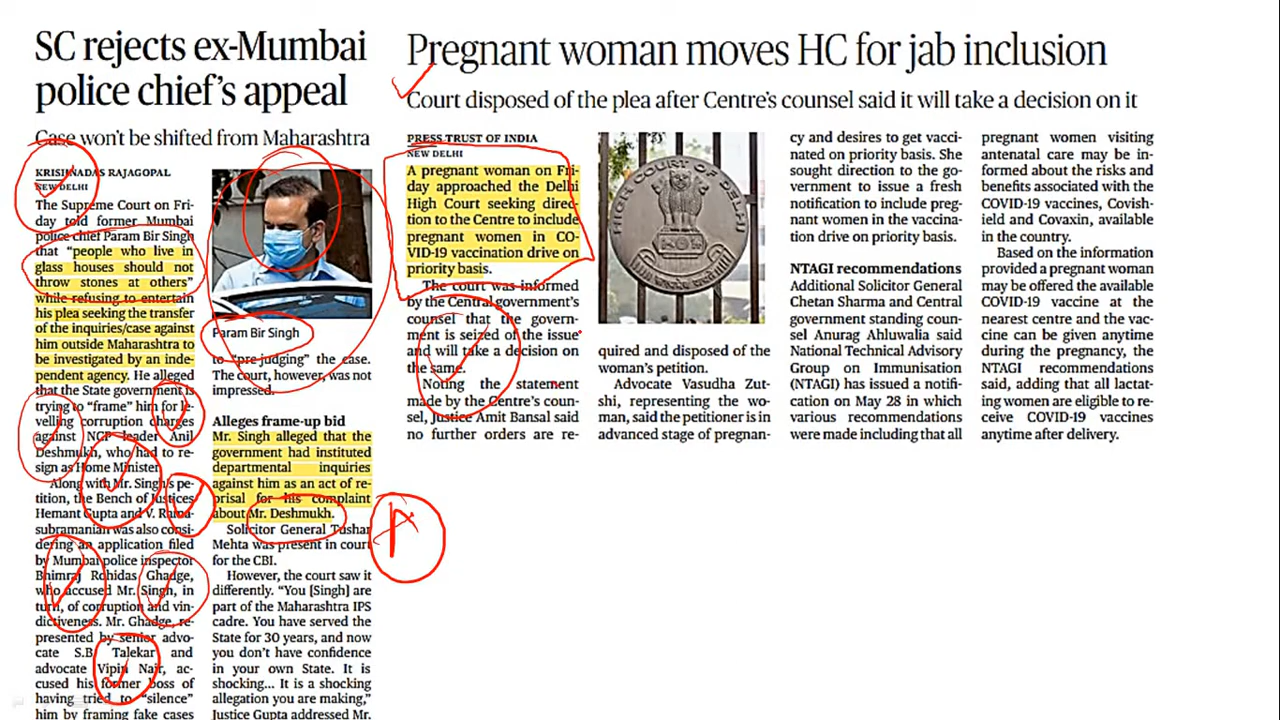 SC rejects ex-Mumbai
police chief's appeal
Case won't be shifted from Maharashtra
KRISHNADAS RAJAGOPAL
NEW DELHI
The Supreme Court on Fri-
day told former Mumbai
police chief Param Bir Singh
that “people who live in
glass houses should not
throw stones at others”
while refusing to entertain
his plea seeking the transfer
of the inquiries/case against
him outside Maharashtra to
be investigated by an inde-
pendent agency. He alleged
that the State government is
trying to “frame” him for le-
velling corruption charges
against NCP leader Anil
Deshmukh, who had to re-
sign as Home Minister.
Along with Mr. Singh's pe-
tition, the Bench of Justices
Hemant Gupta and V. Rama-
subramanian was also consi-
dering an application filed
by Mumbai police inspector
Bhimraj Rohidas Ghadge,
who accused Mr. Singh, in
turn, of corruption and vin-
dictiveness. Mr. Ghadge, re-
presented by senior advo-
cate S.B. Talekar and
advocate Vipin Nair, ac-
cused his former boss of
having tried to “silence”
him by framing fake cases
Param Bir Singh
to “pre-judging” the case.
The court, however, was not
impressed.
Alleges frame-up bid
Mr. Singh alleged that the
government had instituted
departmental inquiries
against him as an act of re-
prisal for his complaint
about Mr. Deshmukh.
Solicitor General Tushar
Mehta was present in court
for the CBI.
However, the court saw it
differently. “You [Singh] are
part of the Maharashtra IPS
cadre. You have served the
State for 30 years, and now
you don't have confidence
in your own State. It is
shocking... It is a shocking
allegation you are making,”
Justice Gupta addressed Mr.
A
Pregnant woman moves HC for jab inclusion
Court disposed of the plea after Centre's counsel said it will take a decision on it
PRESS TRUST OF INDIA
NEW DELHI
A pregnant woman on Fri-
day approached the Delhi
High Court seeking direc-
tion to the Centre to include
pregnant women in CO-
VID-19 vaccination drive on
priority basis.
The court was informed
by the Central government's
counsel that the govern-
ment is seized of the issue
and will take a decision on
the same.
Noting the statement
made by the Centre's coun-
sel, Justice Amit Bansal said
no further orders are re-
HIGH COURT OF DELHI
quired and disposed of the
woman's petition.
Advocate Vasudha Zut-
shi, representing the wo-
man, said the petitioner is in
advanced stage of pregnan-
cy and desires to get vacci-
nated on priority basis. She
sought direction to the go-
vernment to issue a fresh
notification to include preg-
nant women in the vaccina-
tion drive on priority basis.
NTAGI recommendations
Additional Solicitor General
Chetan Sharma and Central
government standing coun-
sel Anurag Ahluwalia said
National Technical Advisory
Group on Immunisation
(NTAGI) has issued a notifi-
cation on May 28 in which
various recommendations
were made including that all
pregnant women visiting
antenatal care may be in-
formed about the risks and
benefits associated with the
COVID-19 vaccines, Covish-
ield and Covaxin, available
in the country.
Based on the information
provided a pregnant woman
may be offered the available
COVID-19 vaccine at the
nearest centre and the vac-
cine can be given anytime
during the pregnancy, the
NTAGI recommendations
said, adding that all lactat-
ing women are eligible to re-
ceive COVID-19 vaccines
anytime after delivery.